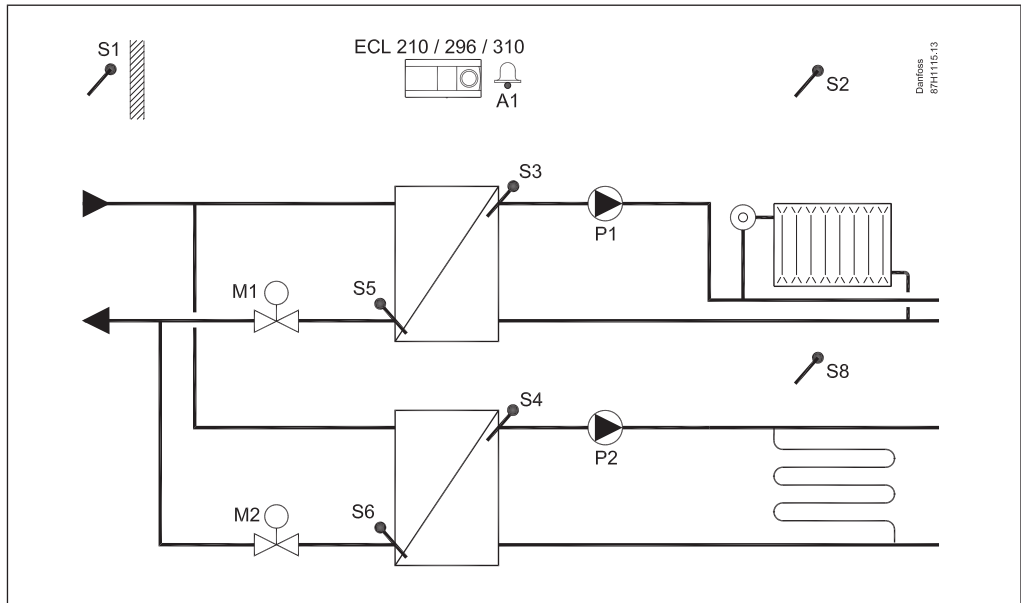 S1
ECL 210 / 296 / 310
A1
S2
Danfoss
87H1115.13
S3
P1
M1
S5
S8
S4
P2
M2
S6